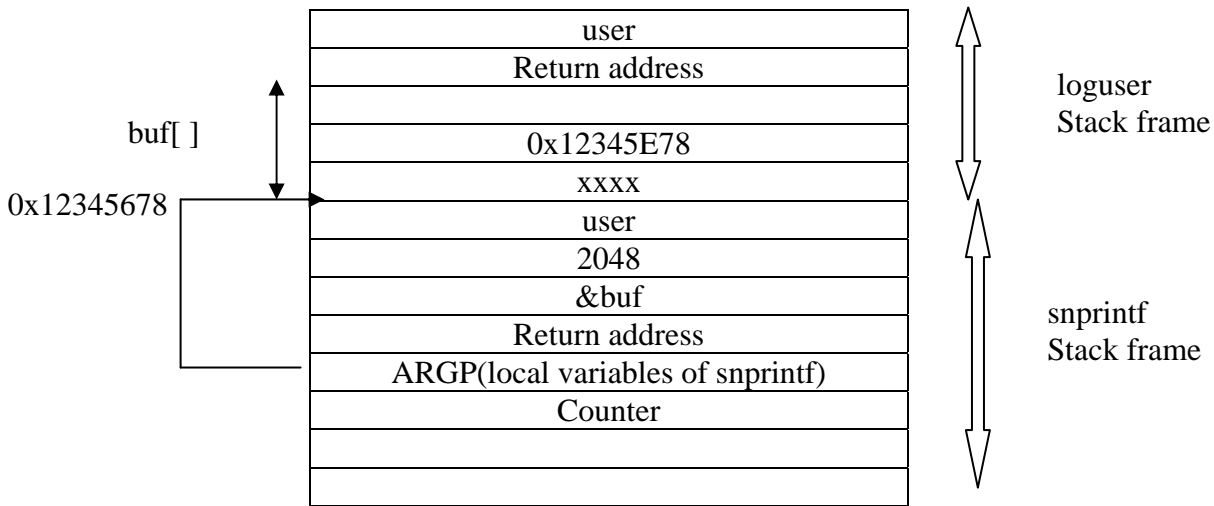 user
Return address
loguser
Stack frame
buf[ ]
0x12345E78
xxxx
0x12345678
user
2048
&buf
Return address
snprintf
Stack frame
ARGP(local variables of snprintf)
Counter